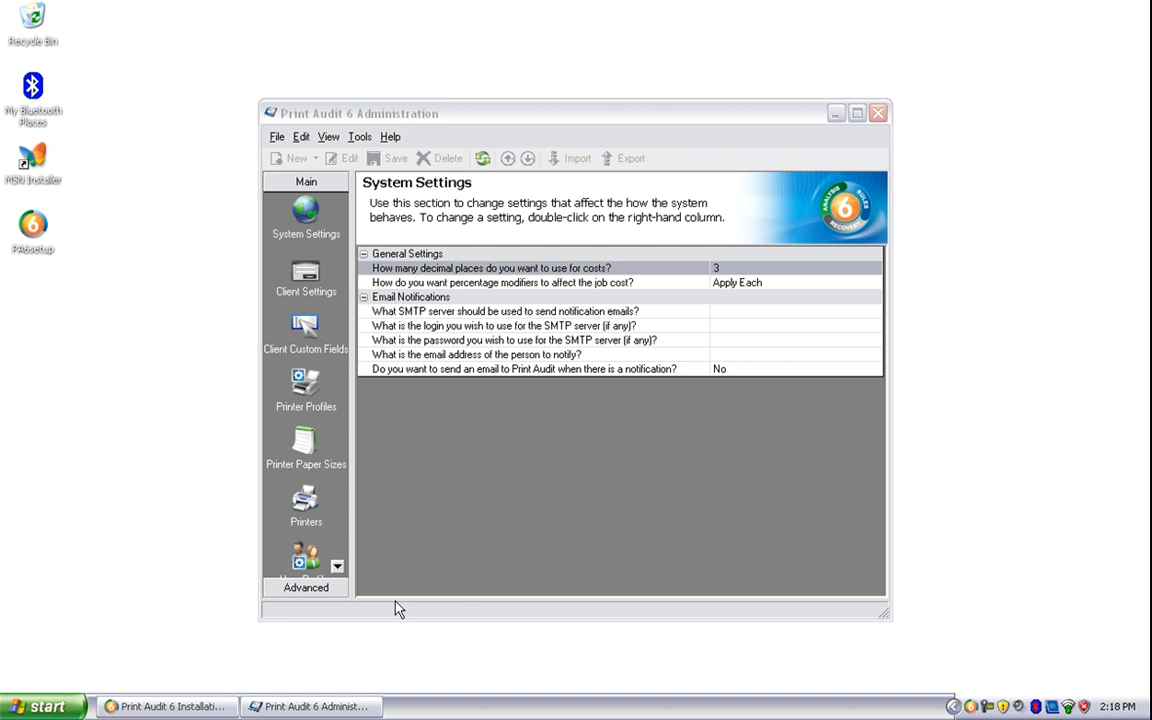 Recycle Bin
My Bluetooth
Places
MSN Installer
PA6setup
Print Audit 6 Administration
File Edit View Tools Help
New Edit Save Delete Import Export
Main
System Settings
Client Settings
Client Custom Fields
Printer Profiles
Printer Paper Sizes
Printers
Advanced
System Settings
Use this section to change settings that affect the how the system
behaves. To change a setting, double-click on the right-hand column.
ANALYSIS RULES RECOVERY 6
General Settings
How many decimal places do you want to use for costs? 3
How do you want percentage modifiers to affect the job cost? Apply Each
Email Notifications
What SMTP server should be used to send notification emails?
What is the login you wish to use for the SMTP server (if any)?
What is the password you wish to use for the SMTP server (if any)?
What is the email address of the person to notify?
Do you want to send an email to Print Audit when there is a notification? No
start Print Audit 6 Installati... Print Audit 6 Administ... 2:18 PM